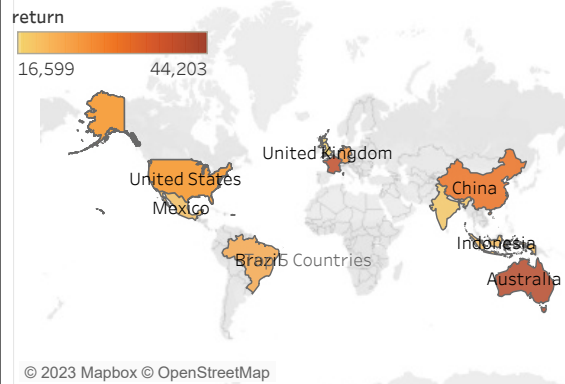 return
16,599
44,203
United Kingdom
United States
China
Mexico
Indonesia
Brazil
5 Countries
Australia
© 2023 Mapbox © OpenStreetMap